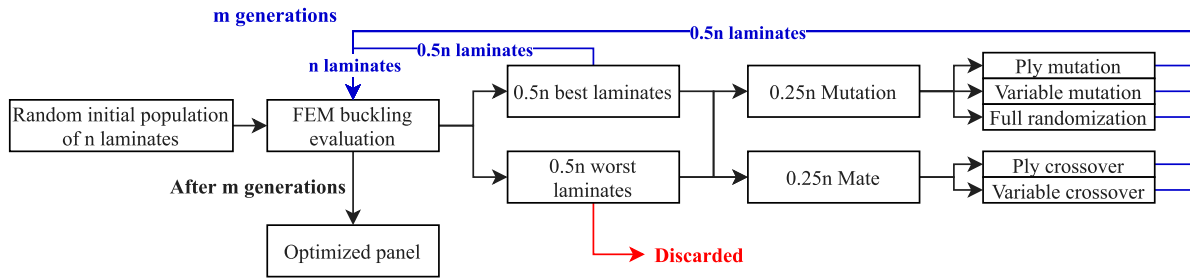 m generations
0.5n laminates
0.5n laminates
n laminates
Random initial population
of n laminates
FEM buckling
evaluation
0.5n best laminates
0.25n Mutation
Ply mutation
Variable mutation
Full randomization
0.5n worst
laminates
0.25n Mate
Ply crossover
Variable crossover
After m generations
Optimized panel
Discarded